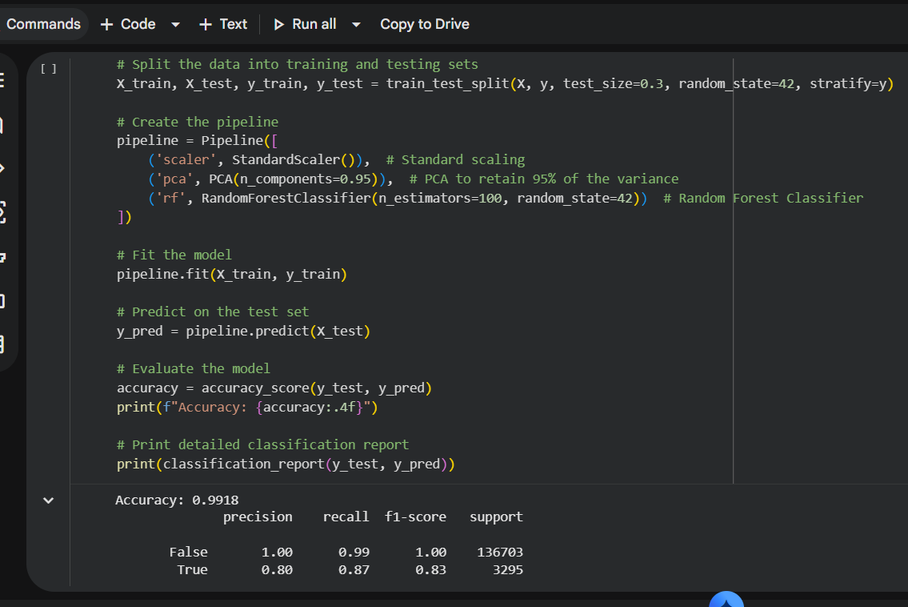 Commands + Code + Text Run all Copy to Drive
[ ]
# Split the data into training and testing sets
X_train, X_test, y_train, y_test = train_test_split(X, y, test_size=0.3, random_state=42, stratify=y)
# Create the pipeline
pipeline = Pipeline([
('scaler', StandardScaler()), # Standard scaling
('pca', PCA(n_components=0.95)), # PCA to retain 95% of the variance
('rf', RandomForestClassifier(n_estimators=100, random_state=42)) # Random Forest Classifier
])
# Fit the model
pipeline.fit(X_train, y_train)
# Predict on the test set
y_pred = pipeline.predict(X_test)
# Evaluate the model
accuracy = accuracy_score(y_test, y_pred)
print(f"Accuracy: {accuracy:.4f}")
# Print detailed classification report
print(classification_report(y_test, y_pred))
Accuracy: 0.9918
precision recall f1-score support
False 1.00 0.99 1.00 136703
True 0.80 0.87 0.83 3295